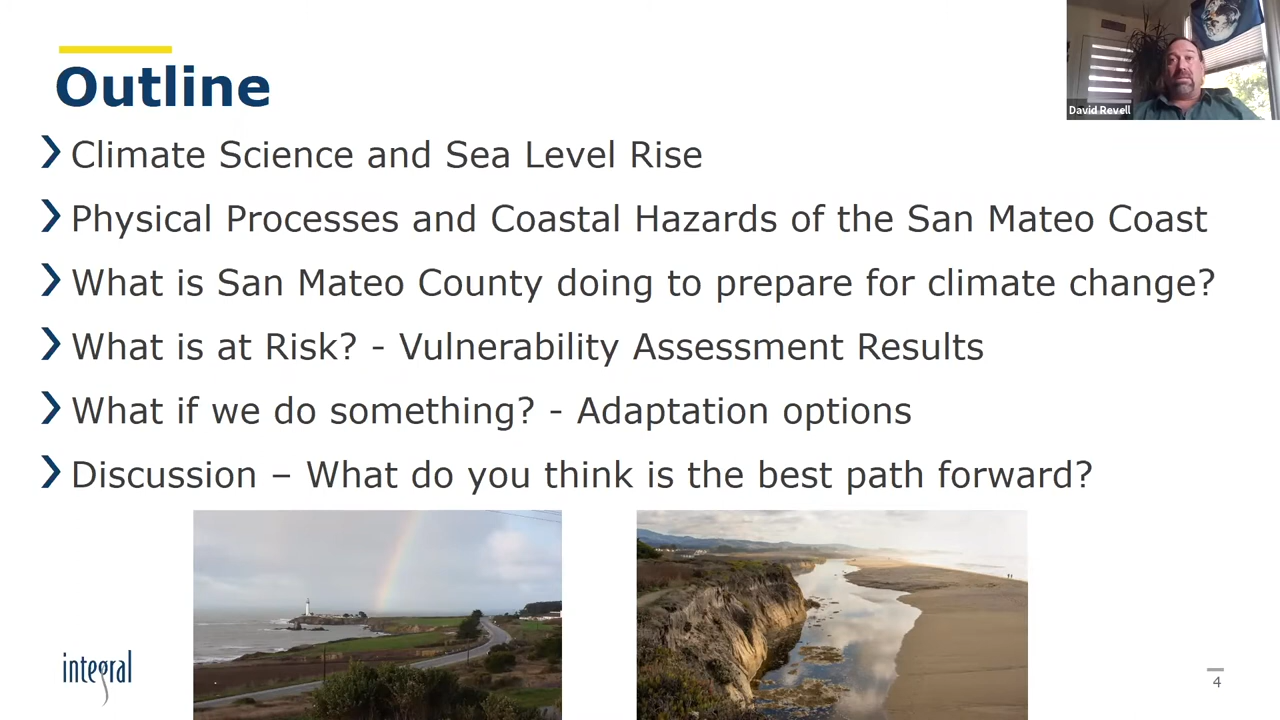 Outline
David Revell
Climate Science and Sea Level Rise
Physical Processes and Coastal Hazards of the San Mateo Coast
What is San Mateo County doing to prepare for climate change?
What is at Risk? - Vulnerability Assessment Results
What if we do something? - Adaptation options
Discussion – What do you think is the best path forward?
integral
4